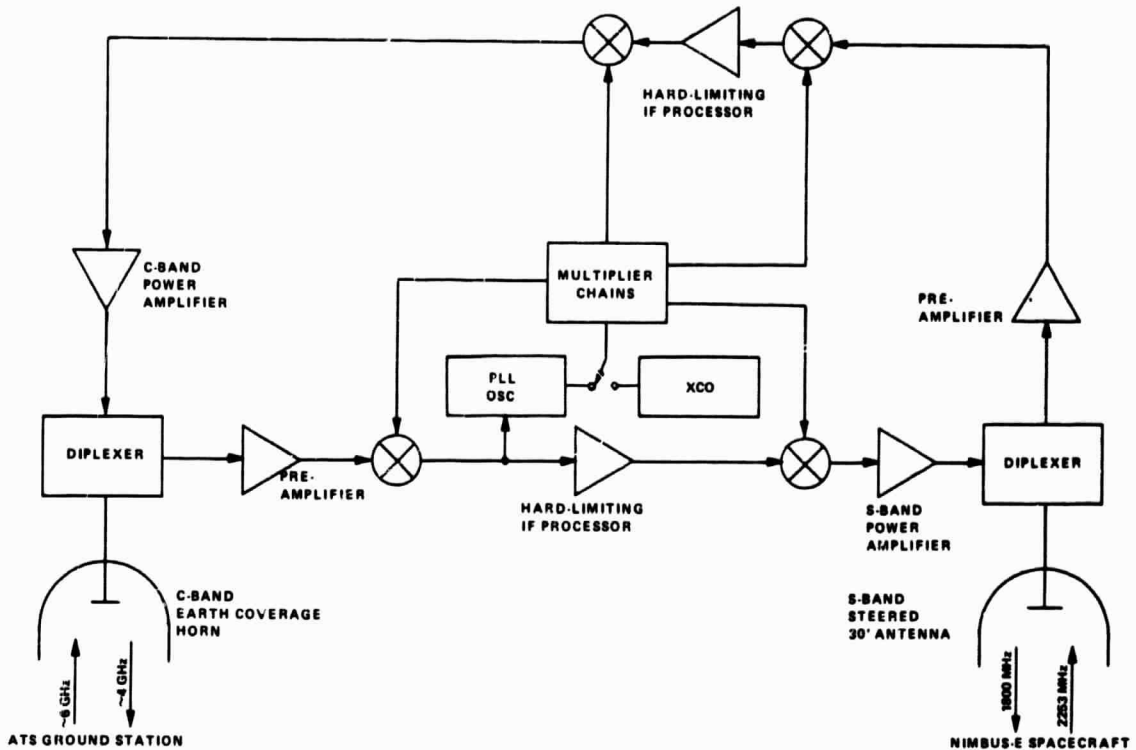 HARD-LIMITING
IF PROCESSOR
C-BAND
POWER
AMPLIFIER
MULTIPLIER
CHAINS
PRE-
AMPLIFIER
PLL
OSC
XCO
DIPLEXER
PRE-
AMPLIFIER
HARD-LIMITING
IF PROCESSOR
S-BAND
POWER
AMPLIFIER
DIPLEXER
C-BAND
EARTH COVERAGE
HORN
S-BAND
STEERED
30' ANTENNA
~6 GHz
~4 GHz
1800 MHz
2253 MHz
ATS GROUND STATION
NIMBUS-E SPACECRAFT